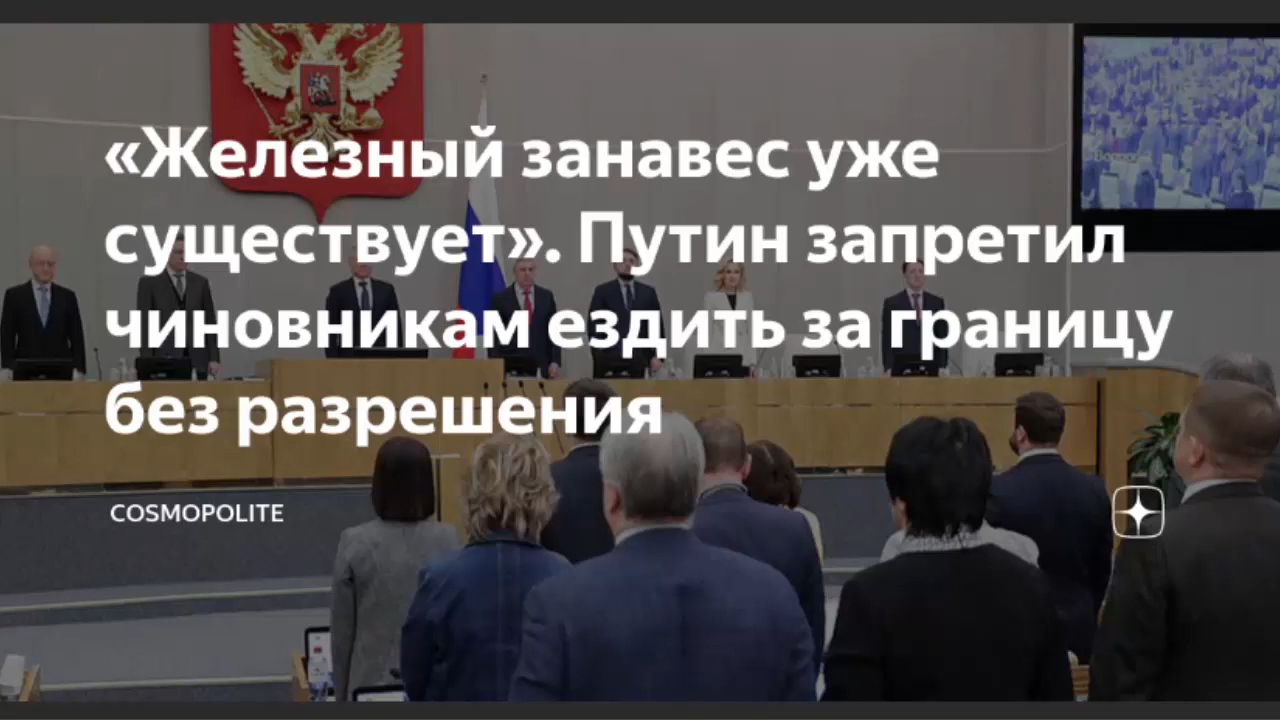 «Железный занавес уже
существует». Путин запретил
чиновникам ездить за границу
без разрешения
COSMOPOLITE